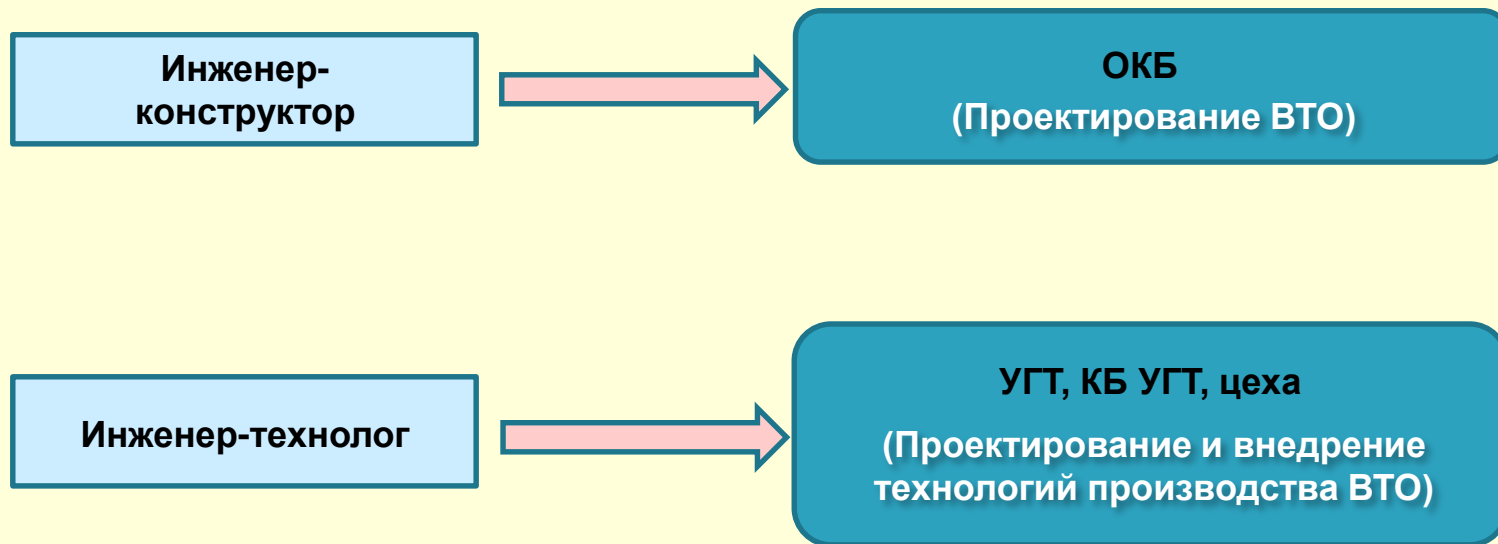 Инженер-
конструктор
ОКБ
(Проектирование ВТО)
Инженер-технолог
УГТ, КБ УГТ, цеха
(Проектирование и внедрение
технологий производства ВТО)